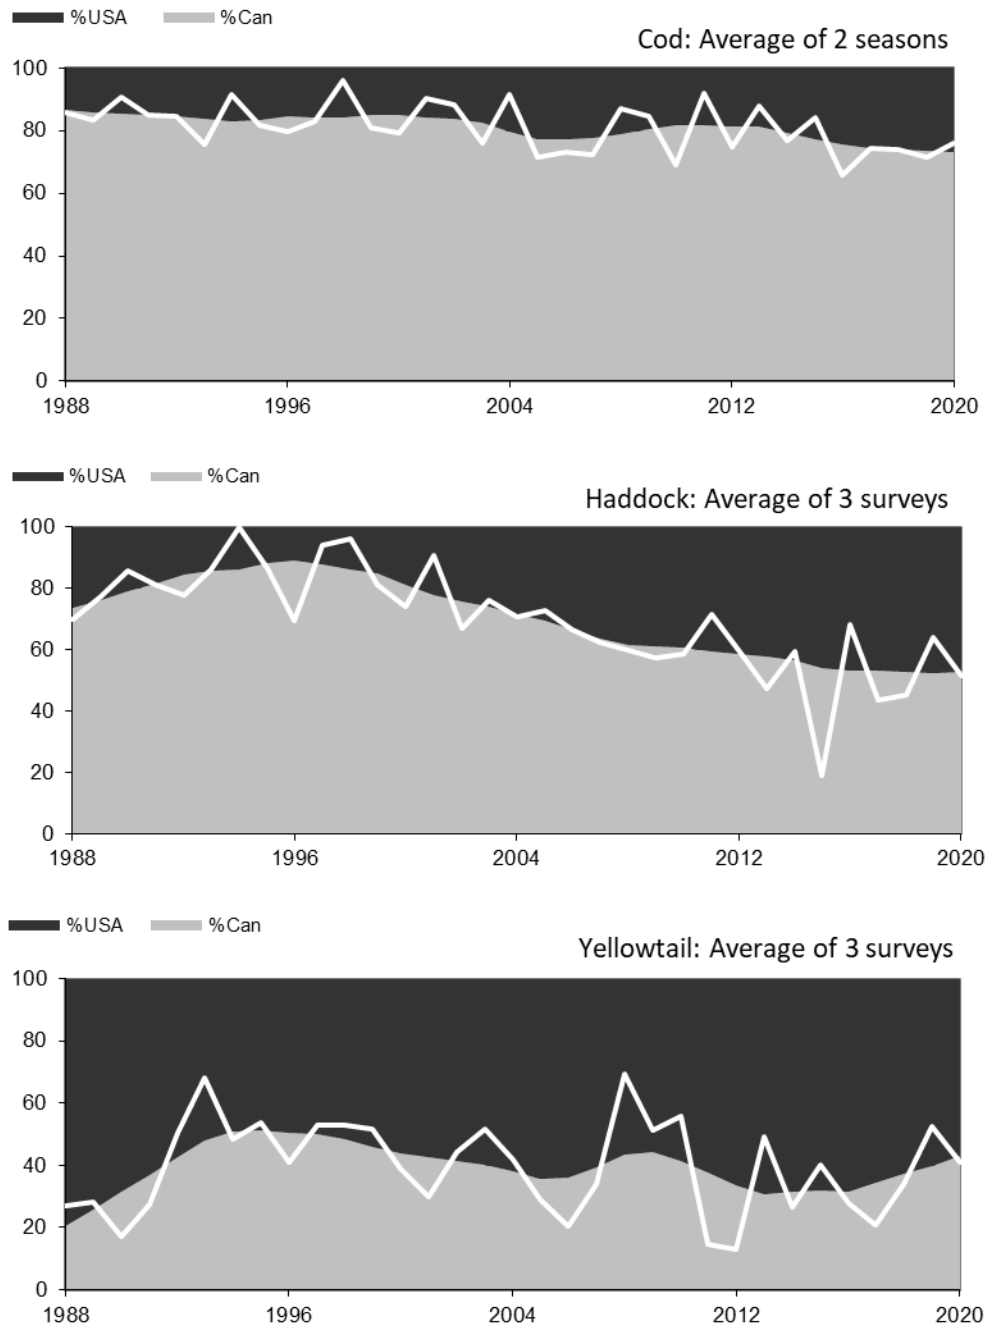 %USA %Can
Cod: Average of 2 seasons
100
80
60
40
20
0
1988 1996 2004 2012 2020
%USA %Can
Haddock: Average of 3 surveys
100
80
60
40
20
0
1988 1996 2004 2012 2020
%USA %Can
Yellowtail: Average of 3 surveys
100
80
60
40
20
0
1988 1996 2004 2012 2020